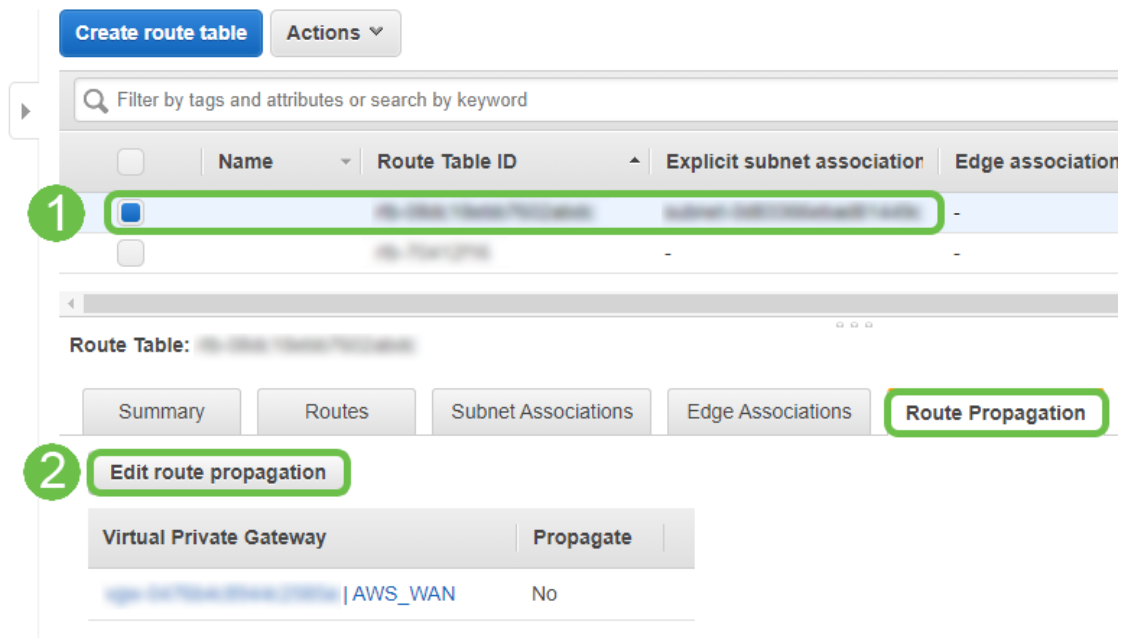 Create route table Actions
Filter by tags and attributes or search by keyword
Name Route Table ID Explicit subnet association Edge association
1 -
- -
Route Table:
Summary Routes Subnet Associations Edge Associations Route Propagation
2 Edit route propagation
Virtual Private Gateway Propagate
| AWS_WAN No